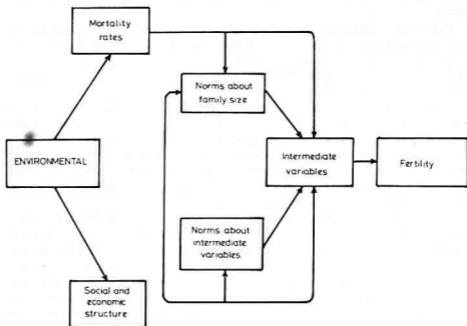 Mortality
rates
Norms about
family size
ENVIRONMENTAL
Intermediate
variables
Fertility
Norms about
intermediate
variables
Social and
economic
structure